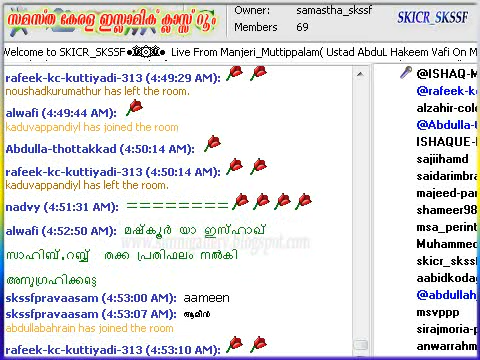 സമസ്ത കേരള ഇസ്ലാമിക് ക്ലാസ്സ് റൂം
Owner: samastha_skssf
Members 69
SKICR_SKSSF
Welcome to SKICR_SKSSF Live From Manjeri_Muttippalam( Ustad AbduL Hakeem Vafi On M
rafeek-kc-kuttiyadi-313 (4:49:29 AM):
noushadkurumathur has left the room.
alwafi (4:49:44 AM):
kaduvappandiyl has joined the room
Abdulla-thottakkad (4:50:14 AM):
rafeek-kc-kuttiyadi-313 (4:50:14 AM):
kaduvappandiyl has left the room.
nadvy (4:51:31 AM): ========
alwafi (4:52:50 AM): മഷ്കൂർ യാ ഇസ്ഹാഖ്
സാഹിബ്.റബ്ബ് തക്ക പ്രതിഫലം നൽകി
അനുഗ്രഹിക്കട്ടെ
skssfpravaasam (4:53:00 AM): aameen
skssfpravaasam (4:53:07 AM): ആമീൻ
abdullabahrain has joined the room
rafeek-kc-kuttiyadi-313 (4:53:10 AM):
@ISHAQ-M
@rafeek-k
alzahir-col
@Abdulla-
ISHAQUE-
sajiihamd
saidarimbra
majeed-pan
shameer98
msa_perint
Muhammed
skicr_skssf
aabidkodag
@abdullah
msvppp
sirajmoria-p
anwarrahm